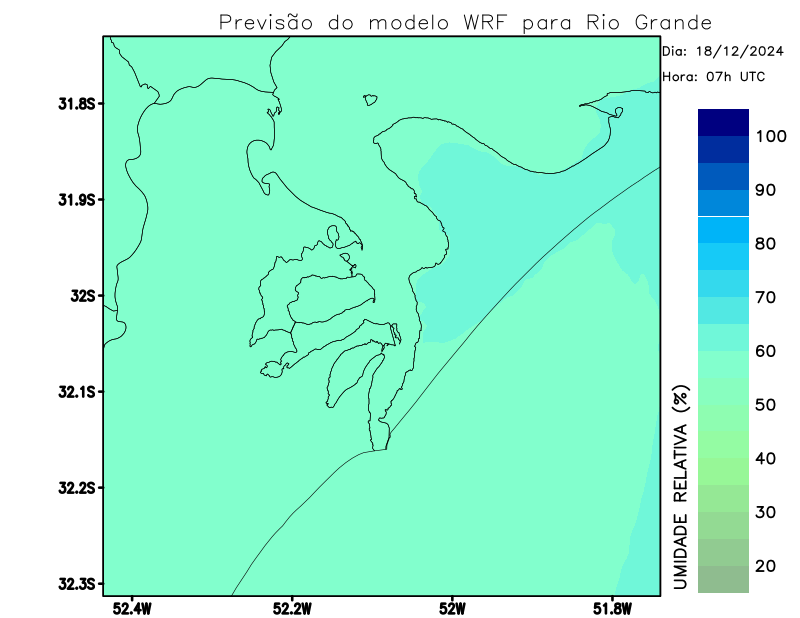 Previsão do modelo WRF para Rio Grande
Dia: 18/12/2024
Hora: 07h UTC
31.8S
31.9S
32S
32.1S
32.2S
32.3S
52.4W
52.2W
52W
51.8W
100
90
80
70
60
50
40
30
20
UMIDADE RELATIVA (%)